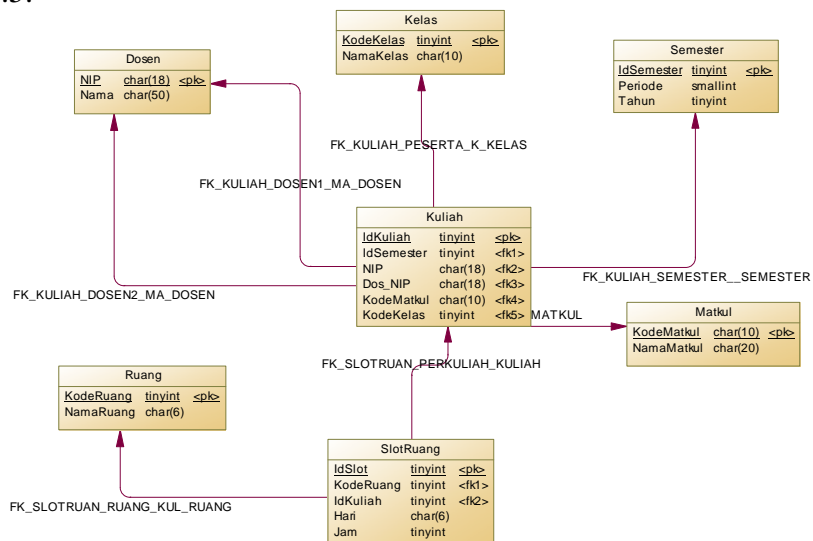 Kelas
KodeKelas tinyint <pk>
NamaKelas char(10)
Dosen
NIP char(18) <pk>
Nama char(50)
Semester
IdSemester tinyint <pk>
Periode smallint
Tahun tinyint
FK_KULIAH_PESERTA_K_KELAS
FK_KULIAH_DOSEN1_MA_DOSEN
Kuliah
IdKuliah tinyint <pk>
IdSemester tinyint <fk1>
NIP char(18) <fk2>
Dos_NIP char(18) <fk3>
KodeMatkul char(10) <fk4>
KodeKelas tinyint <fk5>
FK_KULIAH_SEMESTER__SEMESTER
FK_KULIAH_DOSEN2_MA_DOSEN
MATKUL
Matkul
KodeMatkul char(10) <pk>
NamaMatkul char(20)
FK_SLOTRUAN_PERKULIAH_KULIAH
Ruang
KodeRuang tinyint <pk>
NamaRuang char(6)
SlotRuang
IdSlot tinyint <pk>
KodeRuang tinyint <fk1>
IdKuliah tinyint <fk2>
Hari char(6)
Jam tinyint
FK_SLOTRUAN_RUANG_KUL_RUANG